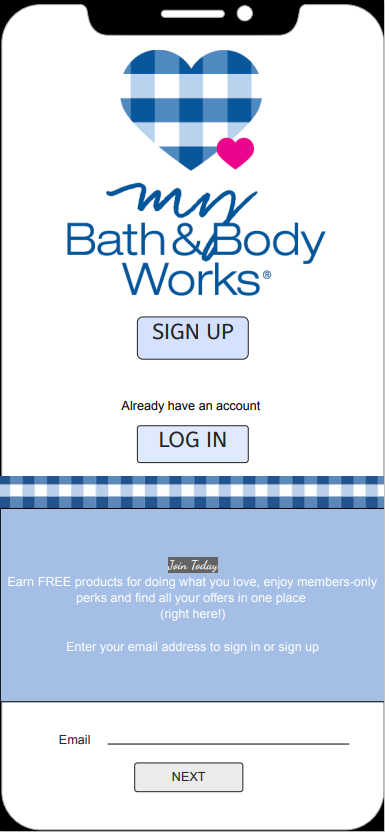 my
Bath & Body
Works®
SIGN UP
Already have an account
LOG IN
Join Today
Earn FREE products for doing what you love, enjoy members-only
perks and find all your offers in one place
(right here!)
Enter your email address to sign in or sign up
Email
NEXT